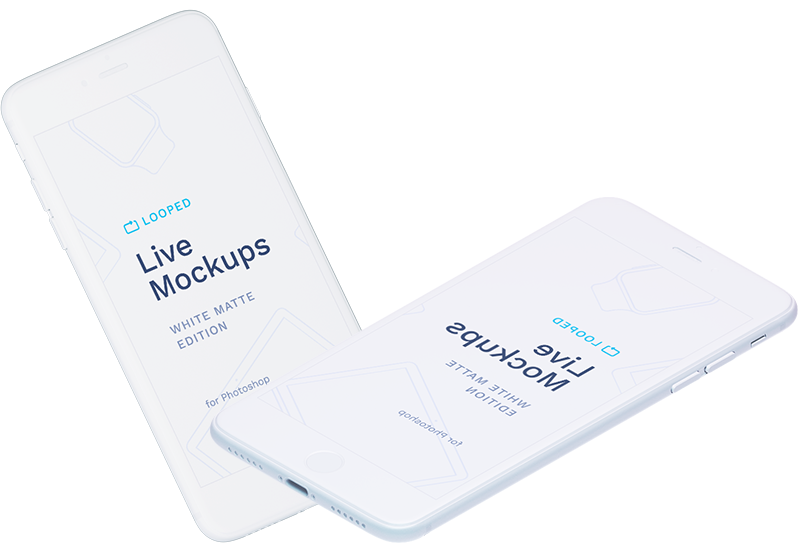 LOOPED
Live
Mockups
WHITE MATTE
EDITION
for Photoshop
LOOPED
Live
Mockups
WHITE MATTE
EDITION
for Photoshop